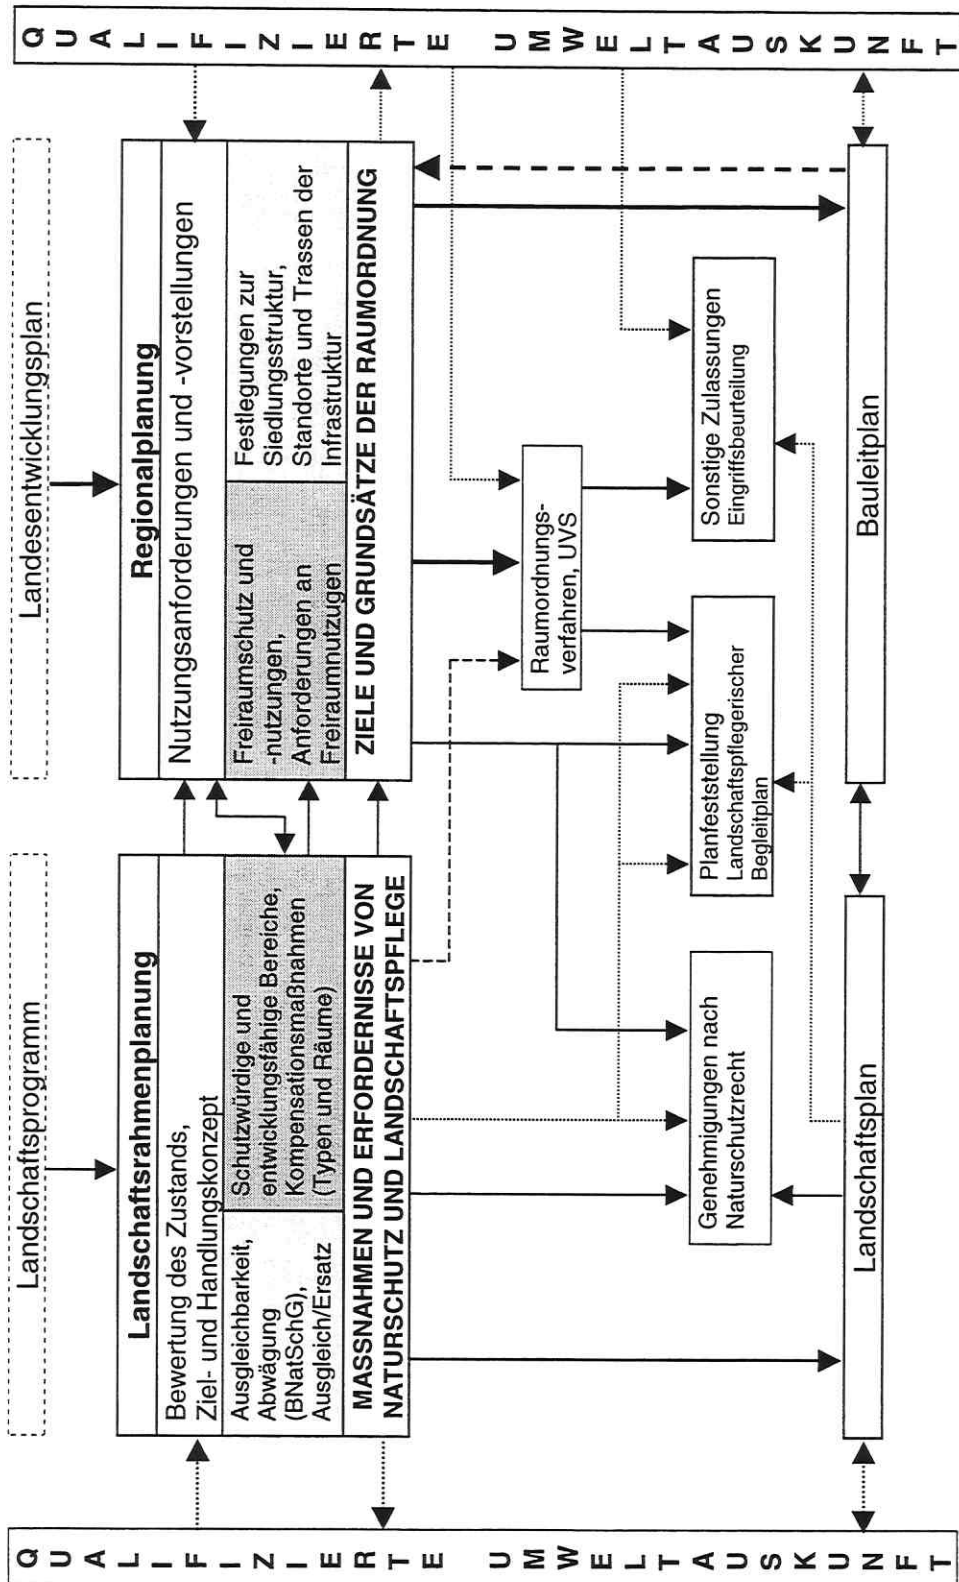 QUALIFIZIERTE UMWELTAUSKUNFT
Landschaftsprogramm
Landesentwicklungsplan
Landschaftsrahmenplanung
Bewertung des Zustands,
Ziel- und Handlungskonzept
Ausgleichbarkeit,
Abwägung
(BNatSchG),
Ausgleich/Ersatz
Schutzwürdige und
entwicklungsfähige Bereiche,
Kompensationsmaßnahmen
(Typen und Räume)
MASSNAHMEN UND ERFORDERNISSE VON
NATURSCHUTZ UND LANDSCHAFTSPFLEGE
Regionalplanung
Nutzungsanforderungen und -vorstellungen
Freiraumschutz und
-nutzungen,
Anforderungen an
Freiraumnutzugen
Festlegungen zur
Siedlungsstruktur,
Standorte und Trassen der
Infrastruktur
ZIELE UND GRUNDSÄTZE DER RAUMORDNUNG
Raumordnungs-
verfahren, UVS
Genehmigungen nach
Naturschutzrecht
Planfeststellung
Landschaftspflegerischer
Begleitplan
Sonstige Zulassungen
Eingriffsbeurteilung
Landschaftsplan
Bauleitplan
QUALIFIZIERTE UMWELTAUSKUNFT